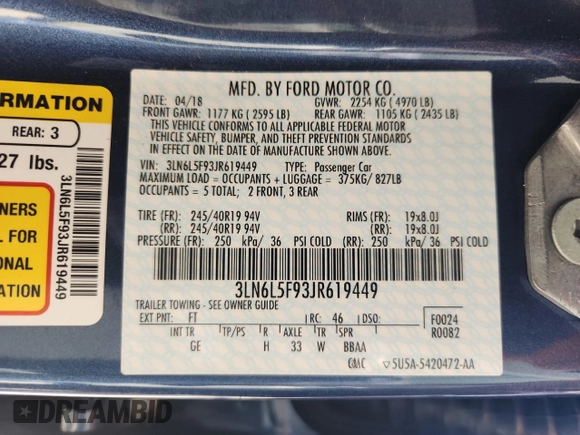 ORMATION
REAR: 3
27 lbs.
NERS
L FOR
ONAL
ION
3LN6L5F93JR619449
MFD. BY FORD MOTOR CO.
DATE: 04/18 GVWR: 2254 KG ( 4970 LB)
FRONT GAWR: 1177 KG ( 2595 LB) REAR GAWR: 1105 KG ( 2435 LB)
THIS VEHICLE CONFORMS TO ALL APPLICABLE FEDERAL MOTOR
VEHICLE SAFETY, BUMPER, AND THEFT PREVENTION STANDARDS
IN EFFECT ON THE DATE OF MANUFACTURE SHOWN ABOVE.
VIN: 3LN6L5F93JR619449 TYPE: Passenger Car
MAXIMUM LOAD = OCCUPANTS + LUGGAGE = 375KG/ 827LB
OCCUPANTS = 5 TOTAL; 2 FRONT, 3 REAR
TIRE (FR): 245/40R19 94V RIMS (FR): 19x8.0J
(RR): 245/40R19 94V (RR): 19x8.0J
PRESSURE (FR): 250 kPa/ 36 PSI COLD (RR): 250 kPa/ 36 PSI COLD
3LN6L5F93JR619449
TRAILER TOWING - SEE OWNER GUIDE
EXT PNT: FT RC: 46 DSO: F0024
R0082
INT TR TP/PS R AXLE TR SPR
GE H 33 W BBAA
5U5A-5420472-AA
DREAMBID